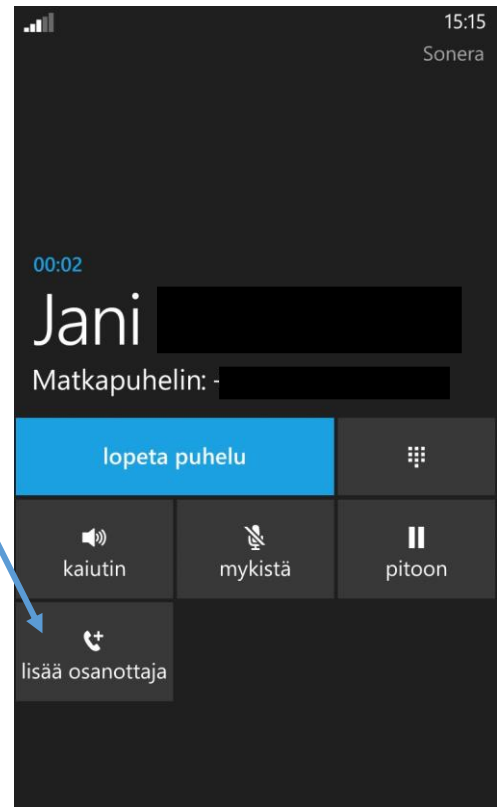 15:15
Sonera
00:02
Jani
Matkapuhelin:
lopeta puhelu
kaiutin
mykistä
pitoon
lisää osanottaja